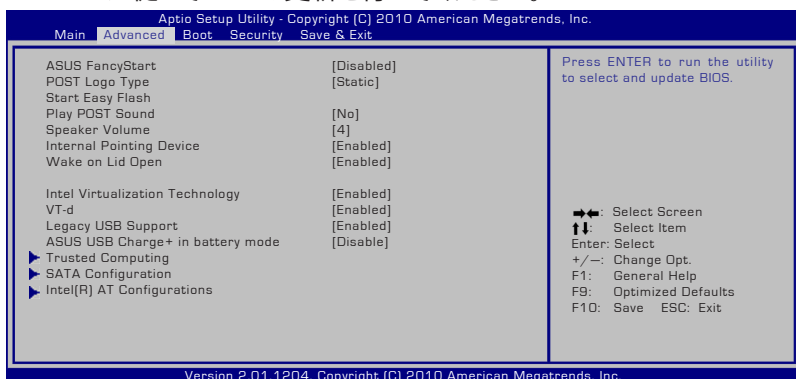 Aptio Setup Utility - Copyright (C) 2010 American Megatrends, Inc.
Main Advanced Boot Security Save & Exit
ASUS FancyStart [Disabled]
POST Logo Type [Static]
Start Easy Flash
Play POST Sound [No]
Speaker Volume [4]
Internal Pointing Device [Enabled]
Wake on Lid Open [Enabled]
Intel Virtualization Technology [Enabled]
VT-d [Enabled]
Legacy USB Support [Enabled]
ASUS USB Charge+ in battery mode [Disable]
Trusted Computing
SATA Configuration
Intel(R) AT Configurations
Press ENTER to run the utility
to select and update BIOS.
→←: Select Screen
↑↓: Select Item
Enter: Select
+/—: Change Opt.
F1: General Help
F9: Optimized Defaults
F10: Save ESC: Exit
Version 2.01.1204. Copyright (C) 2010 American Megatrends, Inc.